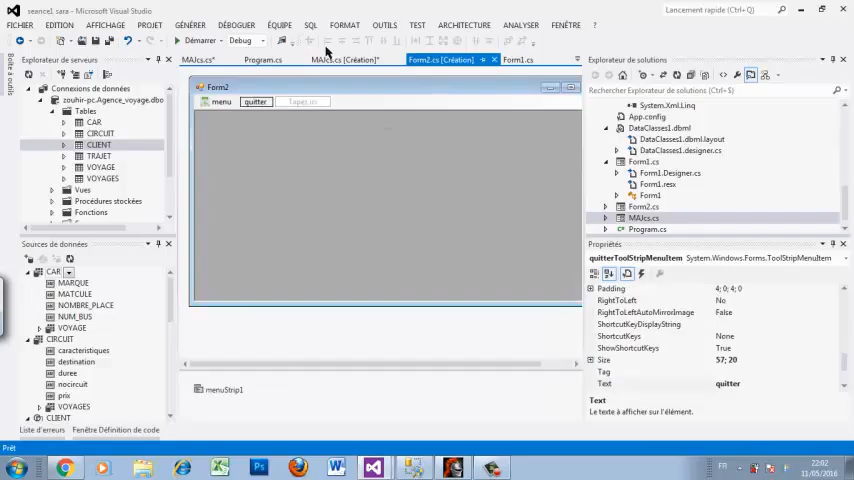 seance1 sara - Microsoft Visual Studio
Lancement rapide (Ctrl+Q)
FICHIER EDITION AFFICHAGE PROJET GÉNÉRER DÉBOGUER ÉQUIPE SQL FORMAT OUTILS TEST ARCHITECTURE ANALYSER FENÊTRE ?
Démarrer Debug
Boîte à outils
Explorateur de serveurs
Connexions de données
zouhir-pc.Agence_voyage.dbo
Tables
CAR
CIRCUIT
CLIENT
TRAJET
VOYAGE
VOYAGES
Vues
Procédures stockées
Fonctions
Sources de données
CAR
MARQUE
MATCULE
NOMBRE_PLACE
NUM_BUS
VOYAGE
CIRCUIT
caracteristiques
destination
duree
nocircuit
prix
VOYAGES
CLIENT
Liste d'erreurs Fenêtre Définition de code
MAJcs.cs* Program.cs MAJcs.cs [Création]* Form2.cs [Création] Form1.cs
Form2
menu quitter Tapez ici
menuStrip1
Explorateur de solutions
Rechercher Explorateur de solutions (Ctrl+$)
System.Xml.Linq
App.config
DataClasses1.dbml
DataClasses1.dbml.layout
DataClasses1.designer.cs
Form1.cs
Form1.Designer.cs
Form1.resx
Form1
Form2.cs
MAJcs.cs
Program.cs
Propriétés
quitterToolStripMenuItem System.Windows.Forms.ToolStripMenuItem
Padding 4; 0; 4; 0
RightToLeft No
RightToLeftAutoMirrorImage False
ShortcutKeyDisplayString
ShortcutKeys None
ShowShortcutKeys True
Size 57; 20
Tag
Text quitter
Text
Le texte à afficher sur l'élément.
Prêt
FR
22:02
11/05/2016